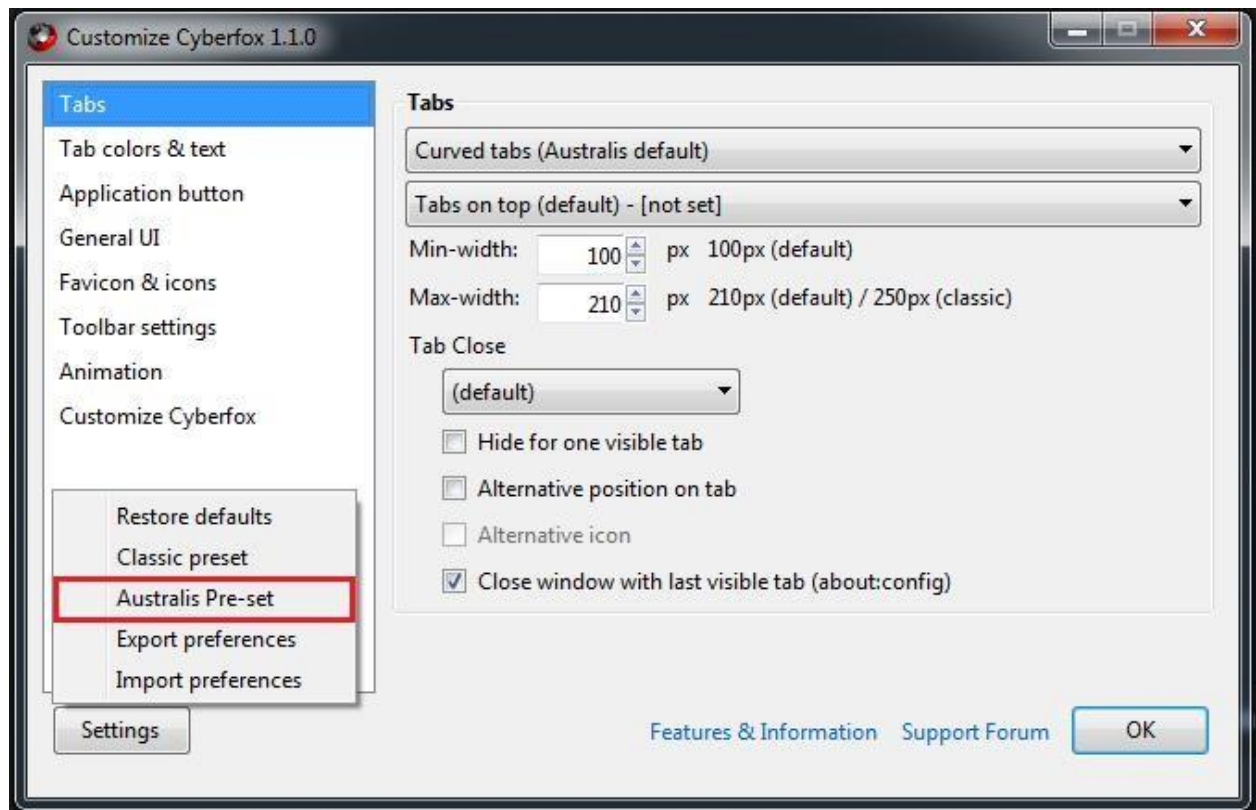 Customize Cyberfox 1.1.0
Tabs
Tab colors & text
Application button
General UI
Favicon & icons
Toolbar settings
Animation
Customize Cyberfox
Restore defaults
Classic preset
Australis Pre-set
Export preferences
Import preferences
Settings
Tabs
Curved tabs (Australis default)
Tabs on top (default) - [not set]
Min-width: 100 px 100px (default)
Max-width: 210 px 210px (default) / 250px (classic)
Tab Close
(default)
Hide for one visible tab
Alternative position on tab
Alternative icon
Close window with last visible tab (about:config)
Features & Information Support Forum OK